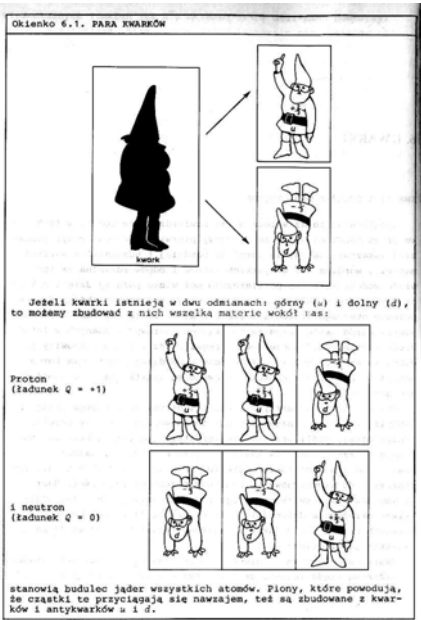 Okienko 6.1. PARA KWARKÓW
kwark
Jeżeli kwarki istnieją w dwu odmianach: górny (u) i dolny (d),
to możemy zbudować z nich wszelką materię wokół nas:
Proton
(ładunek Q = +1)
i neutron
(ładunek Q = 0)
stanowią budulec jąder wszystkich atomów. Piony, które powodują,
że cząstki te przyciągają się nawzajem, też są zbudowane z kwar-
ków i antykwarków u i d.